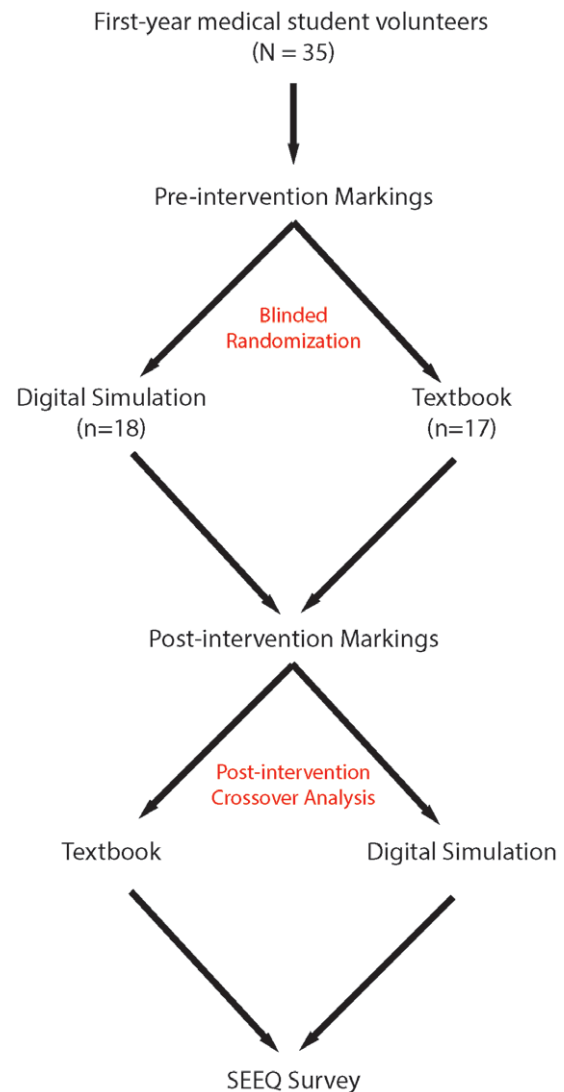 First-year medical student volunteers
(N = 35)
Pre-intervention Markings
Blinded
Randomization
Digital Simulation
(n=18)
Textbook
(n=17)
Post-intervention Markings
Post-intervention
Crossover Analysis
Textbook
Digital Simulation
SEEQ Survey